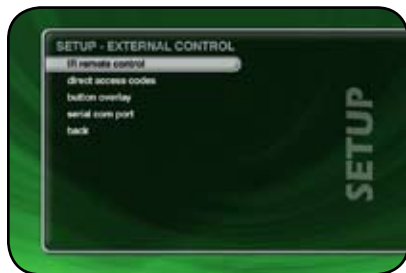 SETUP - EXTERNAL CONTROL
IR remote control
direct access codes
button overlay
serial com port
back
SETUP